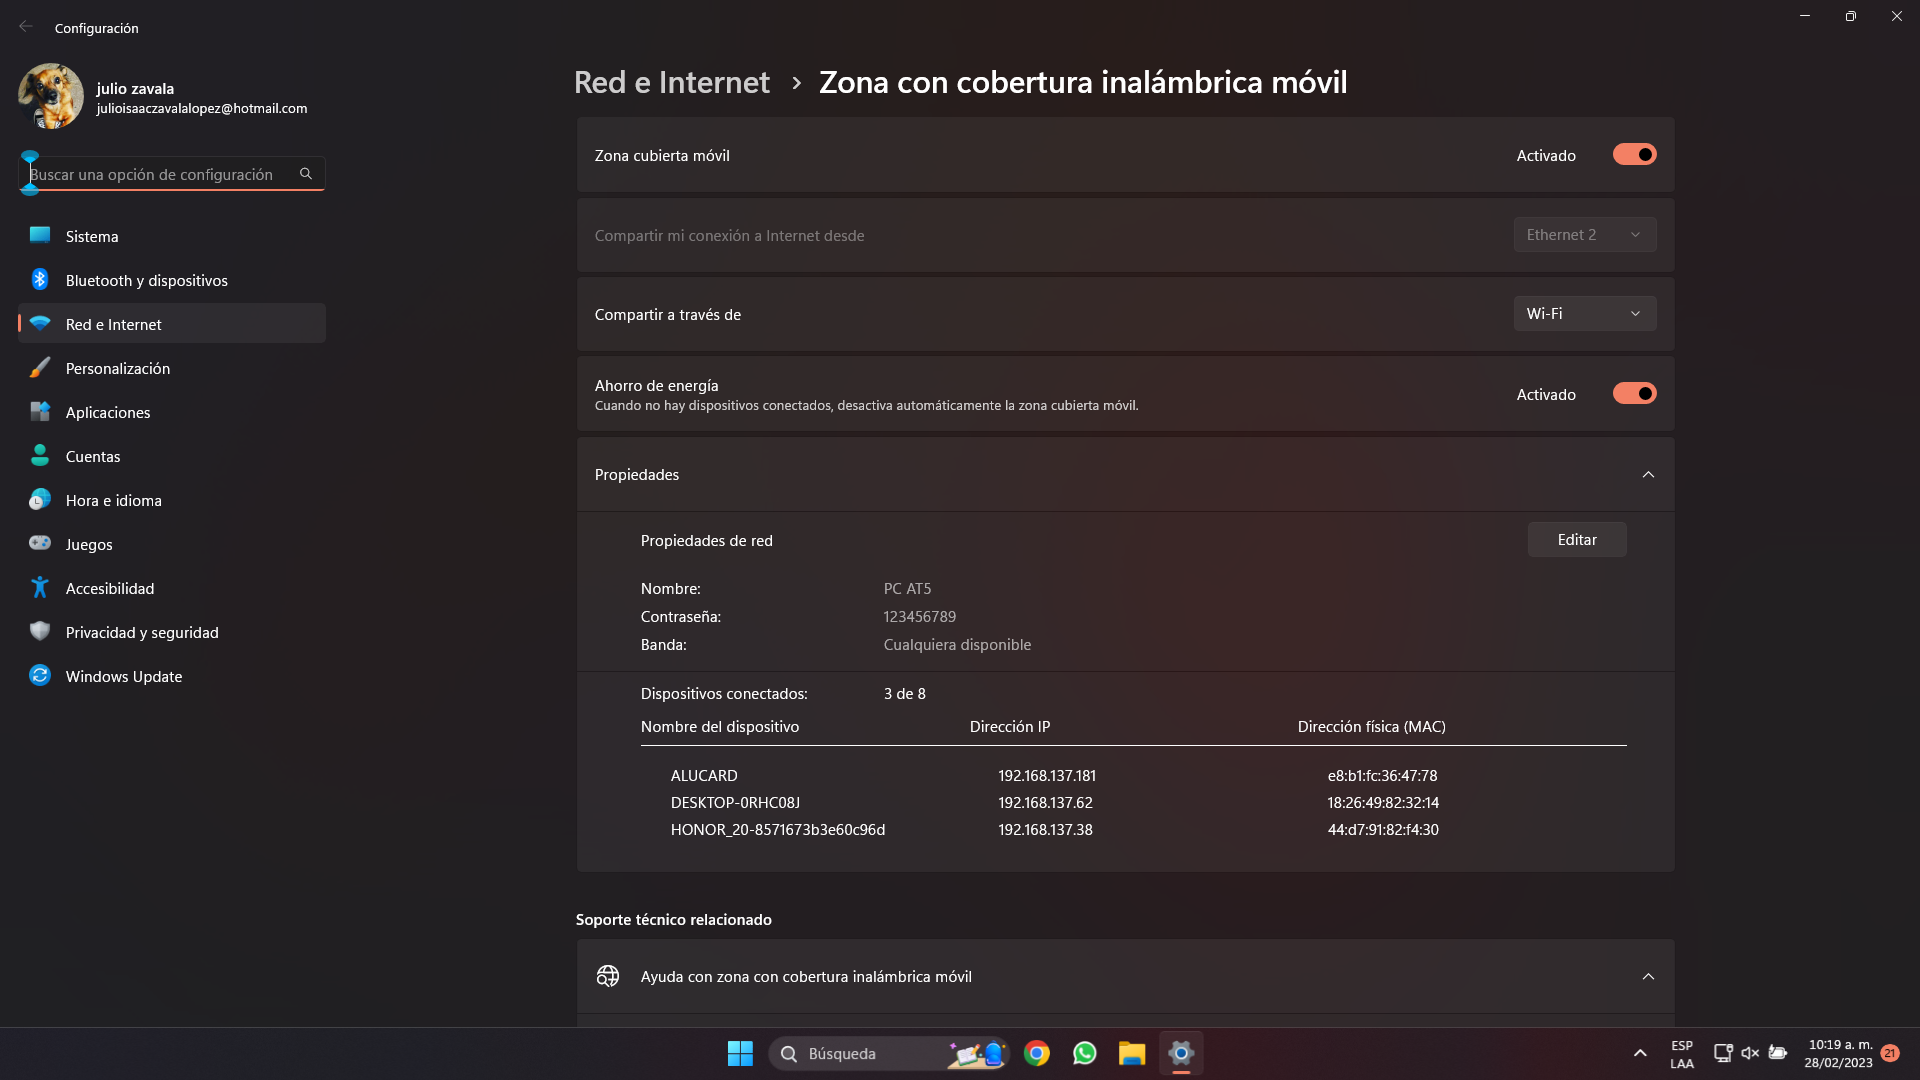 Configuración
julio zavala
julioisaaczavalalopez@hotmail.com
Buscar una opción de configuración
Sistema
Bluetooth y dispositivos
Red e Internet
Personalización
Aplicaciones
Cuentas
Hora e idioma
Juegos
Accesibilidad
Privacidad y seguridad
Windows Update
Red e Internet > Zona con cobertura inalámbrica móvil
Zona cubierta móvil Activado
Compartir mi conexión a Internet desde Ethernet 2
Compartir a través de Wi-Fi
Ahorro de energía
Cuando no hay dispositivos conectados, desactiva automáticamente la zona cubierta móvil.
Activado
Propiedades
Propiedades de red Editar
Nombre: PC AT5
Contraseña: 123456789
Banda: Cualquiera disponible
Dispositivos conectados: 3 de 8
Nombre del dispositivo Dirección IP Dirección física (MAC)
ALUCARD 192.168.137.181 e8:b1:fc:36:47:78
DESKTOP-0RHC08J 192.168.137.62 18:26:49:82:32:14
HONOR_20-8571673b3e60c96d 192.168.137.38 44:d7:91:82:f4:30
Soporte técnico relacionado
Ayuda con zona con cobertura inalámbrica móvil
Búsqueda
ESP
LAA
10:19 a. m.
28/02/2023
21